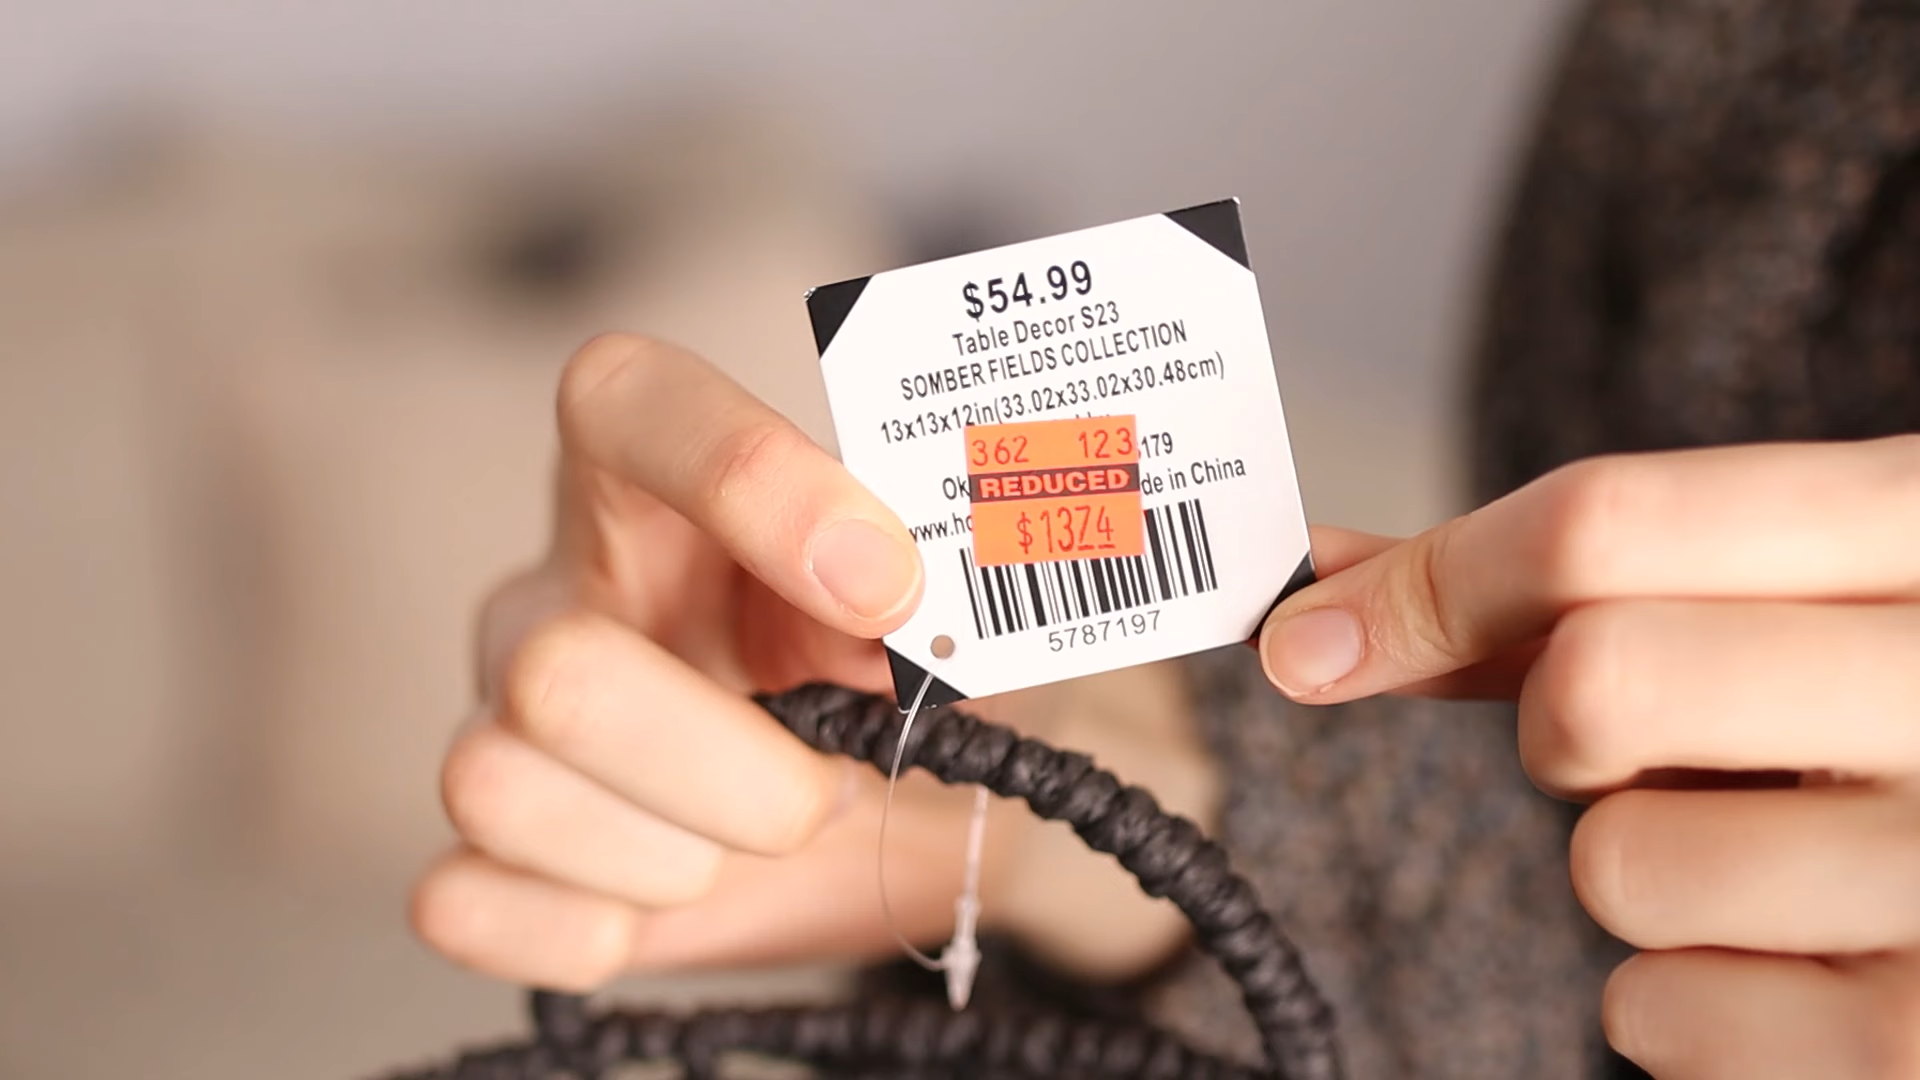 $54.99
Table Decor S23
SOMBER FIELDS COLLECTION
13x13x12in(33.02x33.02x30.48cm)
362 123
179
REDUCED
de in China
$13.74
5787197